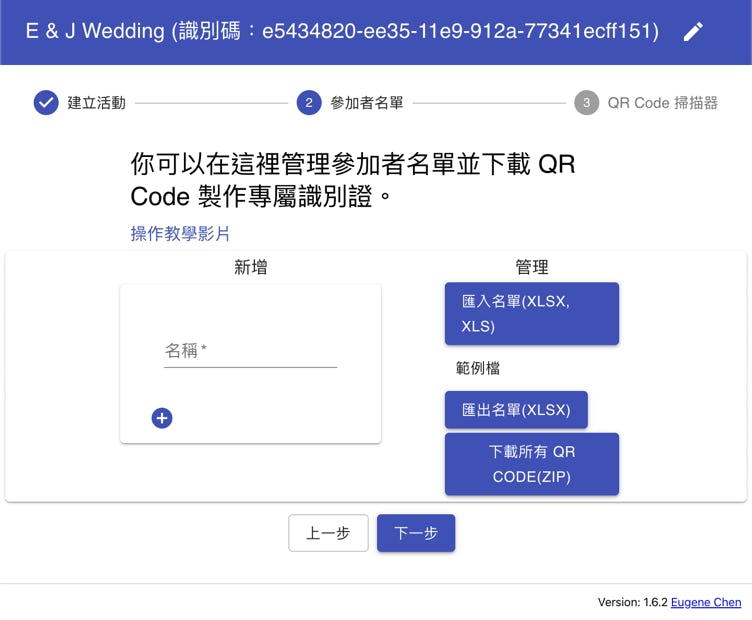 E & J Wedding (識別碼：e5434820-ee35-11e9-912a-77341ecff151)
建立活動
2 參加者名單
3 QR Code 掃描器
你可以在這裡管理參加者名單並下載 QR
Code 製作專屬識別證。
操作教學影片
新增
名稱 *
管理
匯入名單(XLSX,
XLS)
範例檔
匯出名單(XLSX)
下載所有 QR
CODE(ZIP)
上一步
下一步
Version: 1.6.2 Eugene Chen